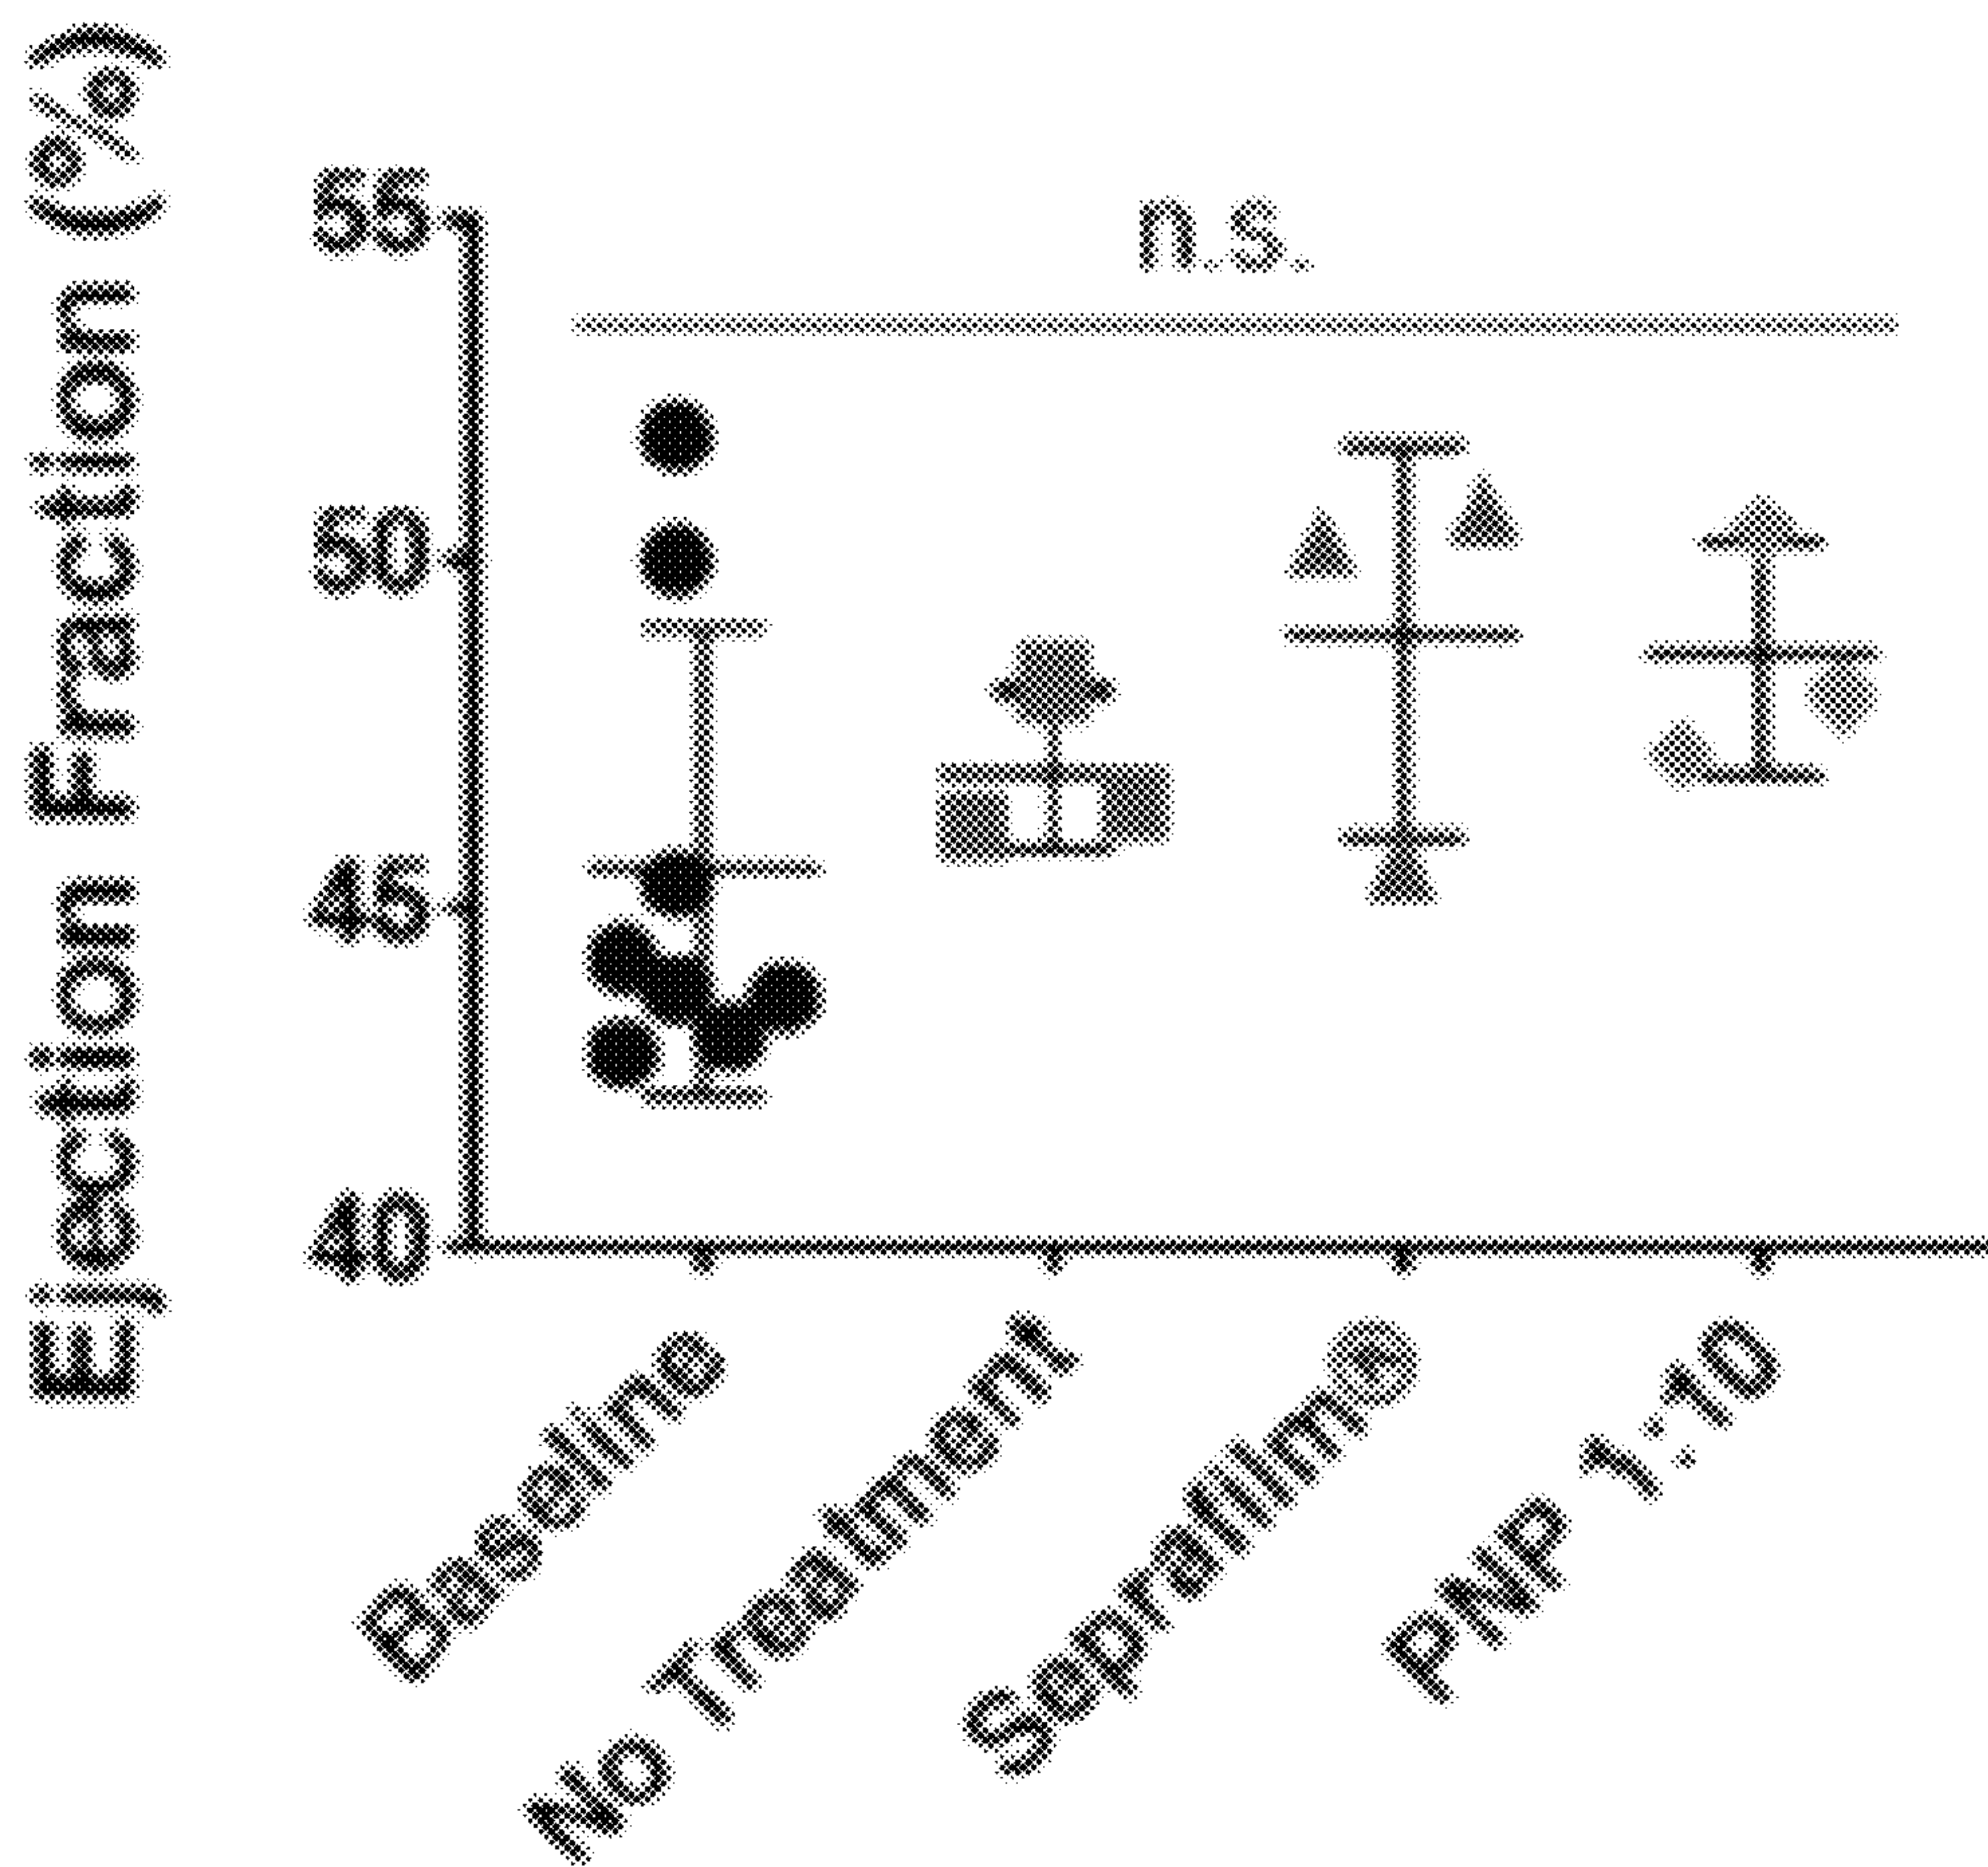 Ejection Fraction (%)
55
50
45
40
n.s.
Baseline
No Treatment
Seprafilm®
PNP 1:10